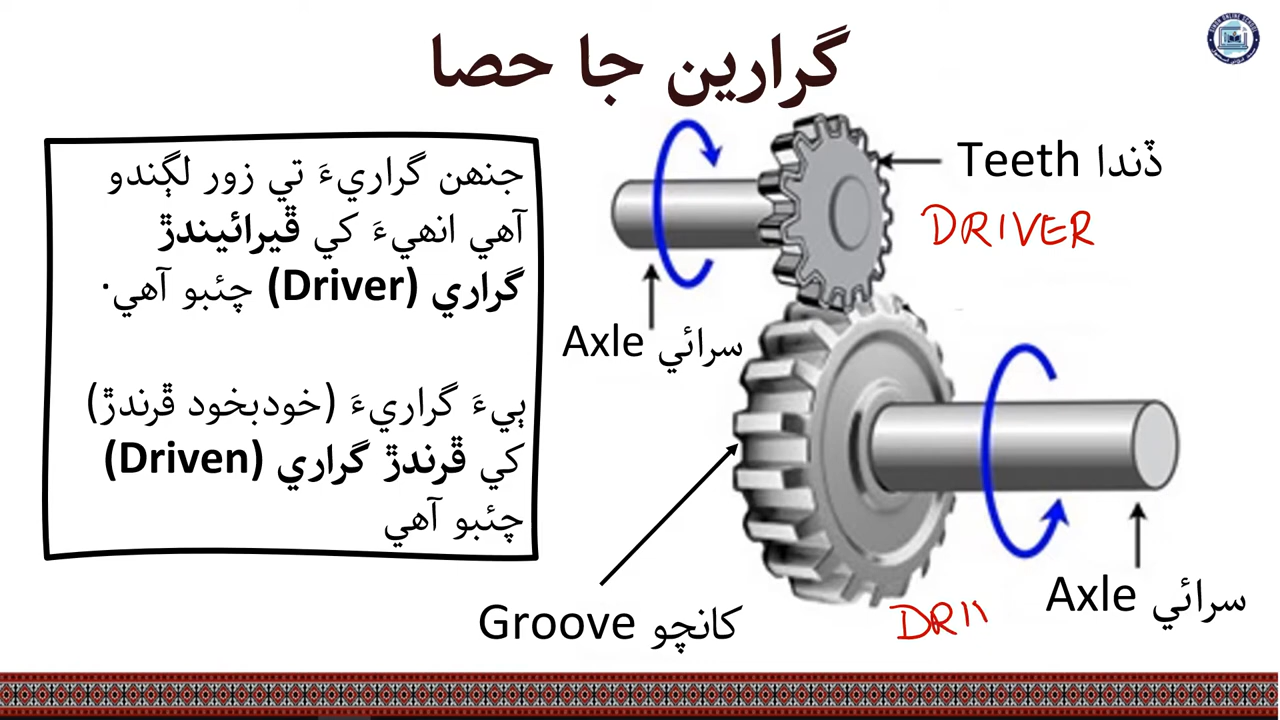 گرارين جا حصا
جنهن گراريءَ تي زور لڳندو
آهي انهيءَ کي ڦيرائيندڙ
گراري (Driver) چئبو آهي.
ٻيءَ گراريءَ (خودبخود ڦرندڙ)
کي ڦرندڙ گراري (Driven)
چئبو آهي
Teeth ڏندا
DRIVER
Axle سرائي
Groove کانچو
Axle سرائي